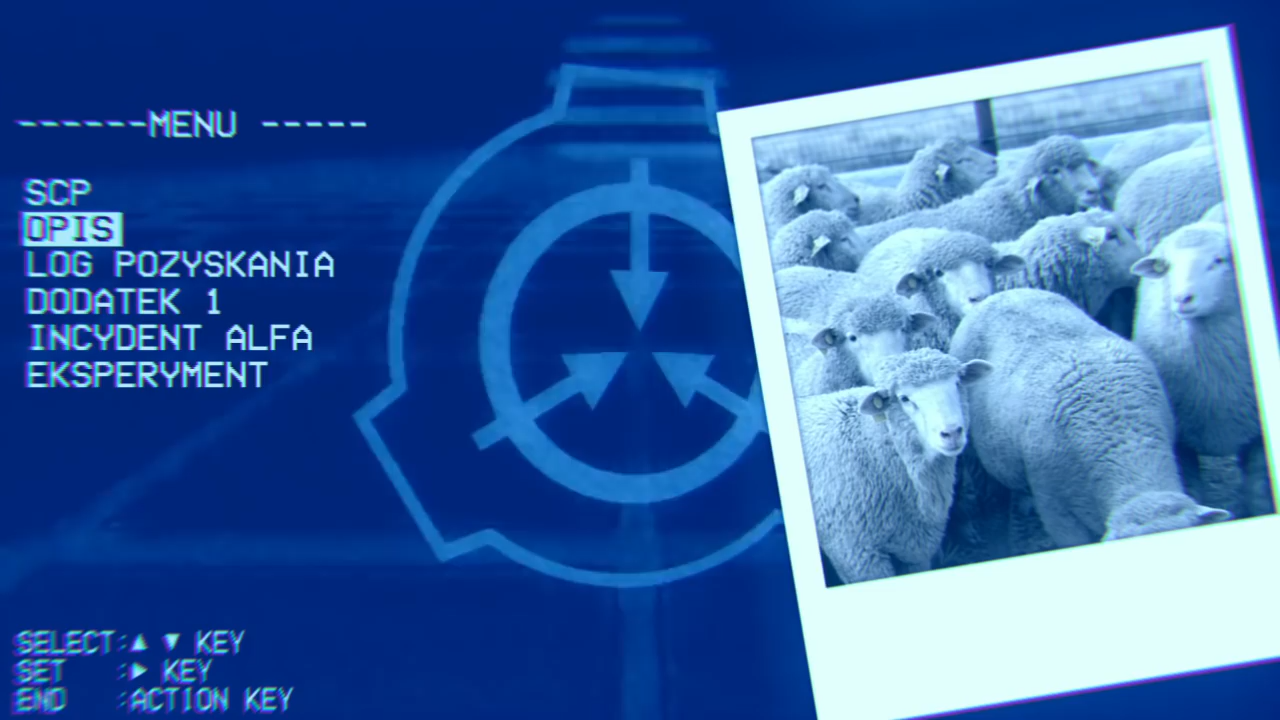 ------MENU -----
SCP
OPIS
LOG POZYSKANIA
DODATEK 1
INCYDENT ALFA
EKSPERYMENT
SELECT:▲ ▼ KEY
SET :► KEY
END :ACTION KEY